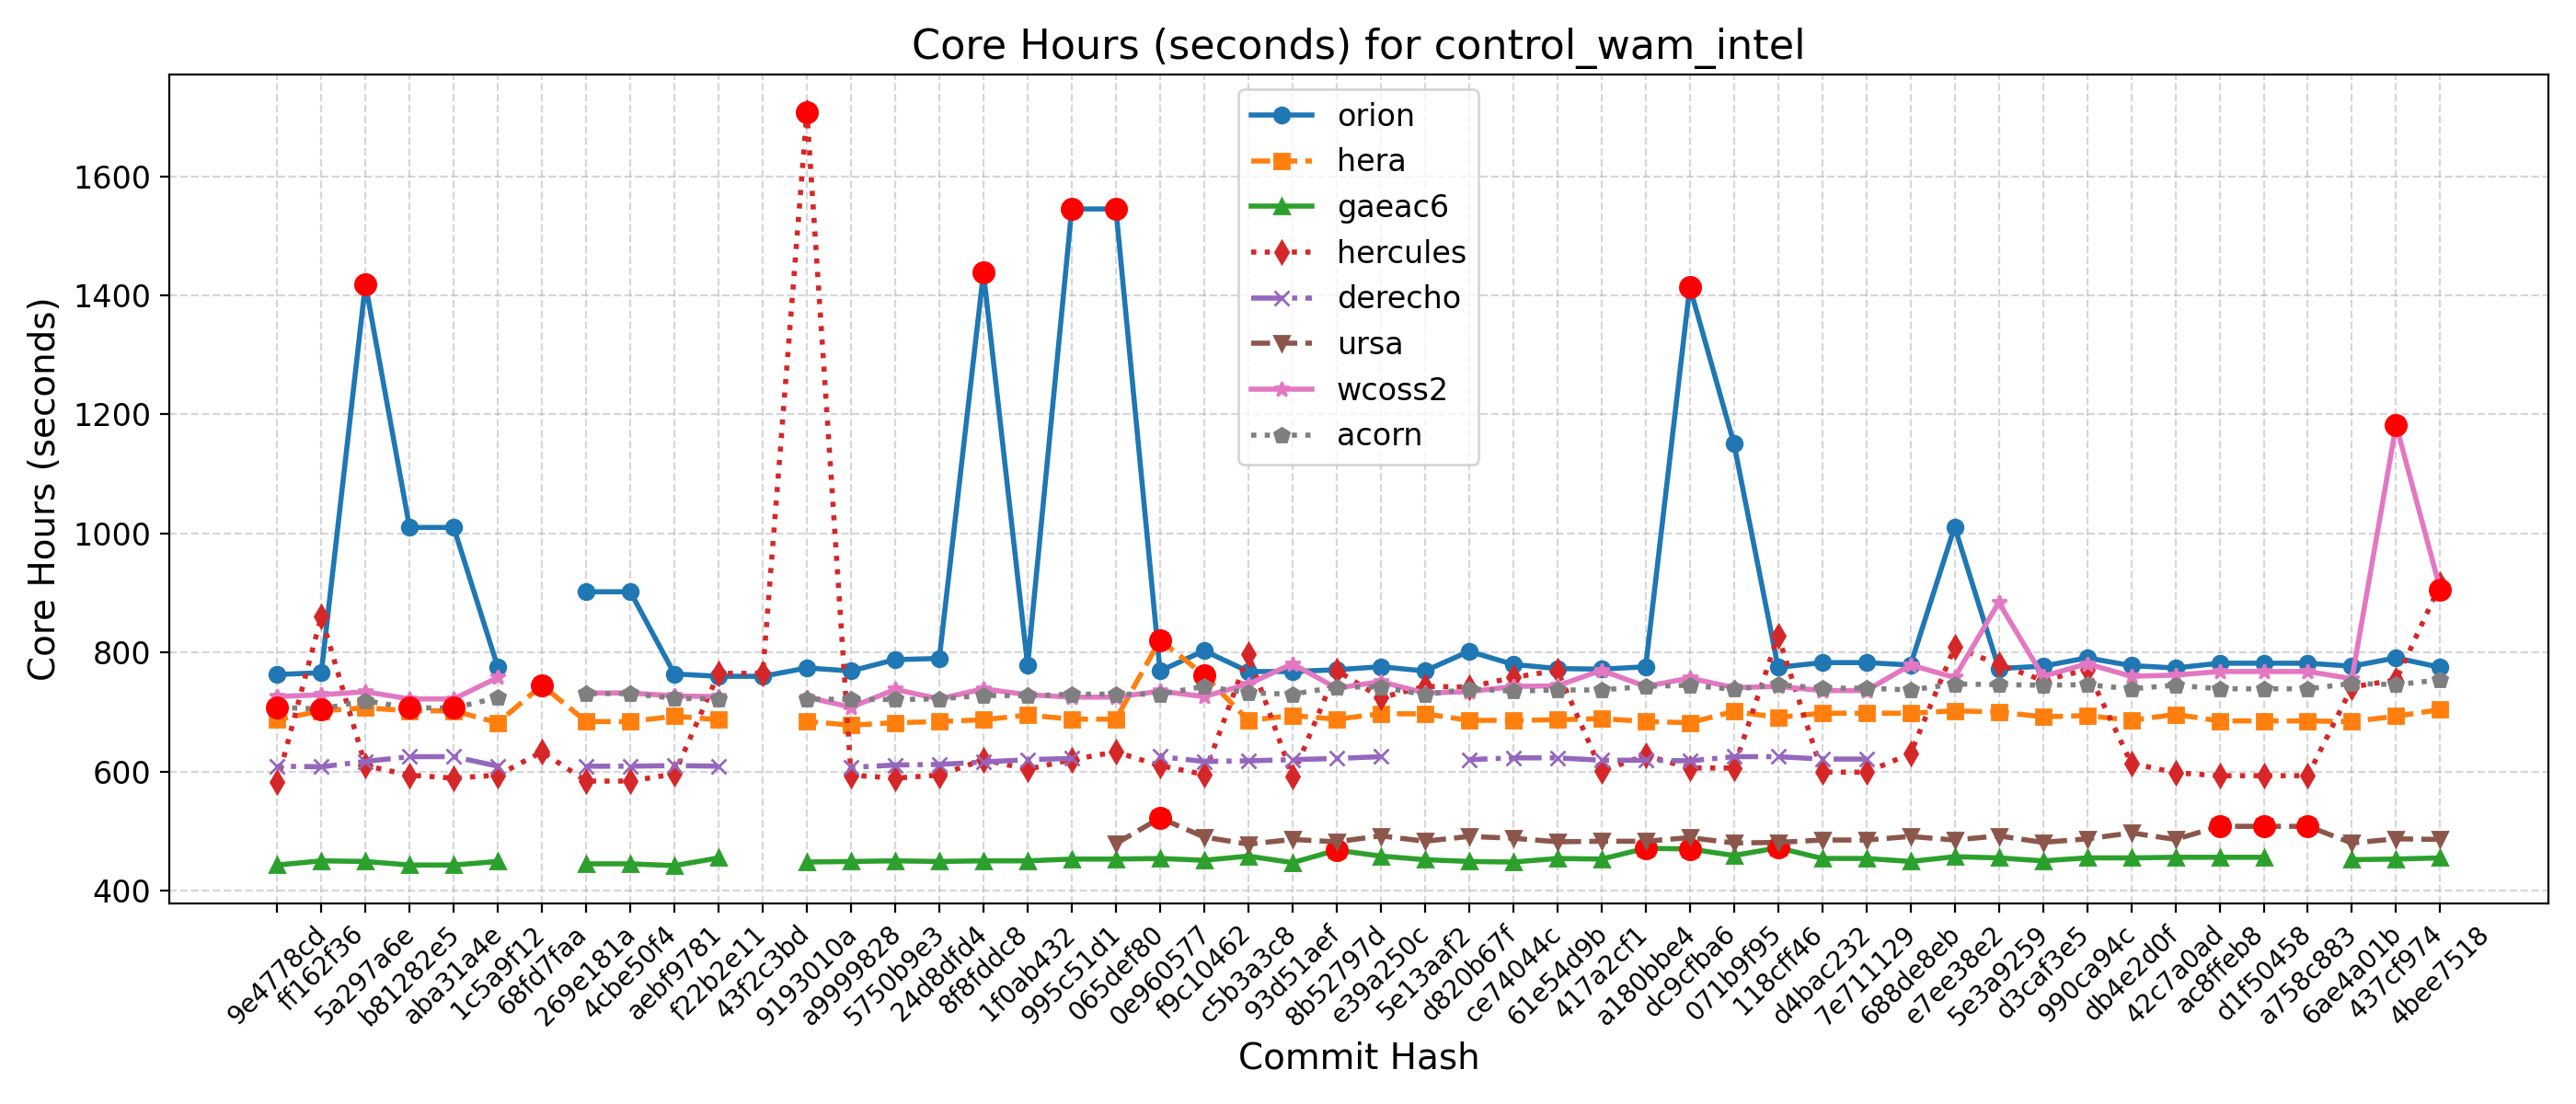 Core Hours (seconds) for control_wam_intel
Core Hours (seconds)
1600
1400
1200
1000
800
600
400
orion
hera
gaeac6
hercules
derecho
ursa
wcoss2
acorn
9e4778cd
ff162f36
5a297a6e
b81282e5
aba31a4e
1c5a9f12
68fd7faa
269e181a
4cbe50f4
aebf9781
f22b2e11
43f2c3bd
9193010a
a9999828
5750b9e3
24d8dfd4
8f8fddc8
1f0ab432
995c51d1
065def80
0e960577
f9c10462
c5b3a3c8
93d51aef
8b52797d
e39a250c
5e13aaf2
d820b67f
ce74044c
61e54d9b
417a2cf1
a180bbe4
dc9cfba6
071b9f95
118cff46
d4bac232
7e711129
688de8eb
e7ee38e2
5e3a9259
d3caf3e5
990ca94c
db4e2d0f
42c7a0ad
ac8ffeb8
d1f50458
a758c883
6ae4a01b
437cf974
4bee7518
Commit Hash